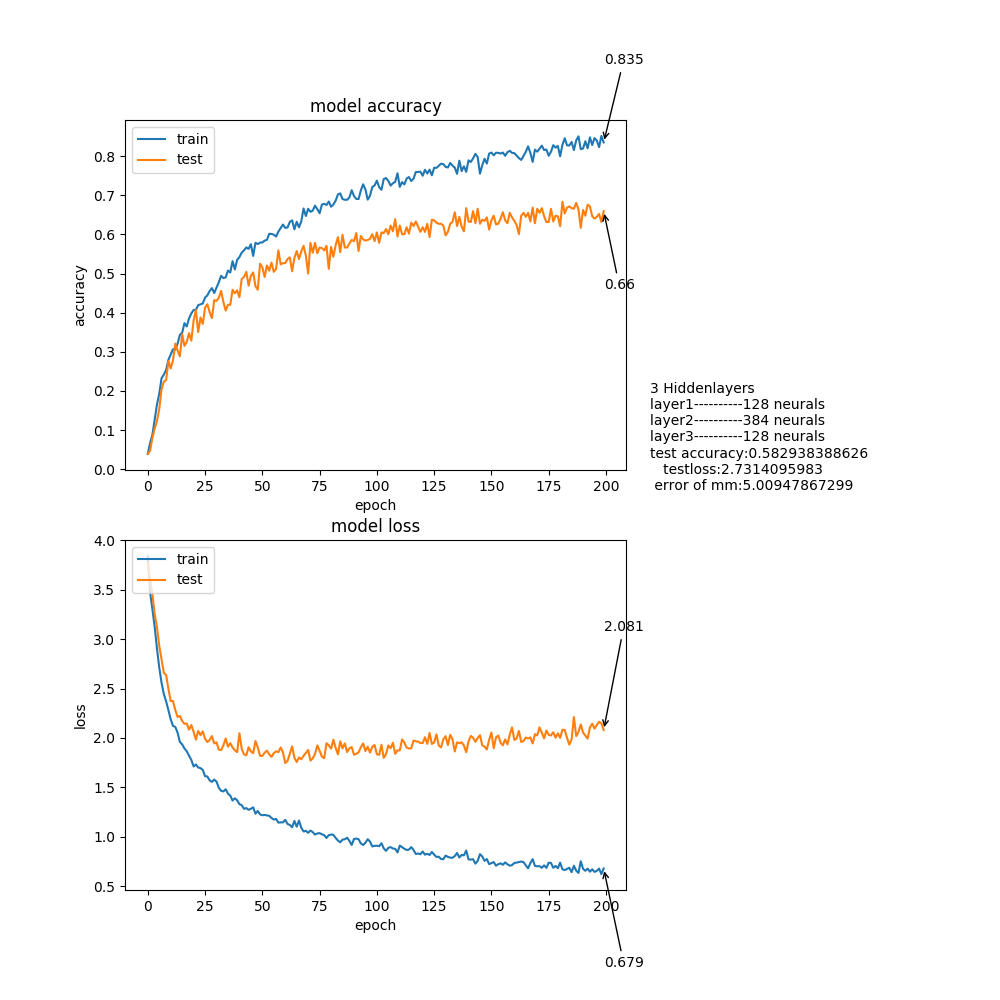 0.835
model accuracy
train
test
0.8
0.7
0.6
0.5
0.4
0.3
0.2
0.1
0.0
accuracy
0.66
0 25 50 75 100 125 150 175 200
epoch
3 Hiddenlayers
layer1----------128 neurals
layer2----------384 neurals
layer3----------128 neurals
test accuracy:0.582938388626
testloss:2.7314095983
error of mm:5.00947867299
model loss
train
test
4.0
3.5
3.0
2.5
2.0
1.5
1.0
0.5
loss
2.081
0 25 50 75 100 125 150 175 200
epoch
0.679